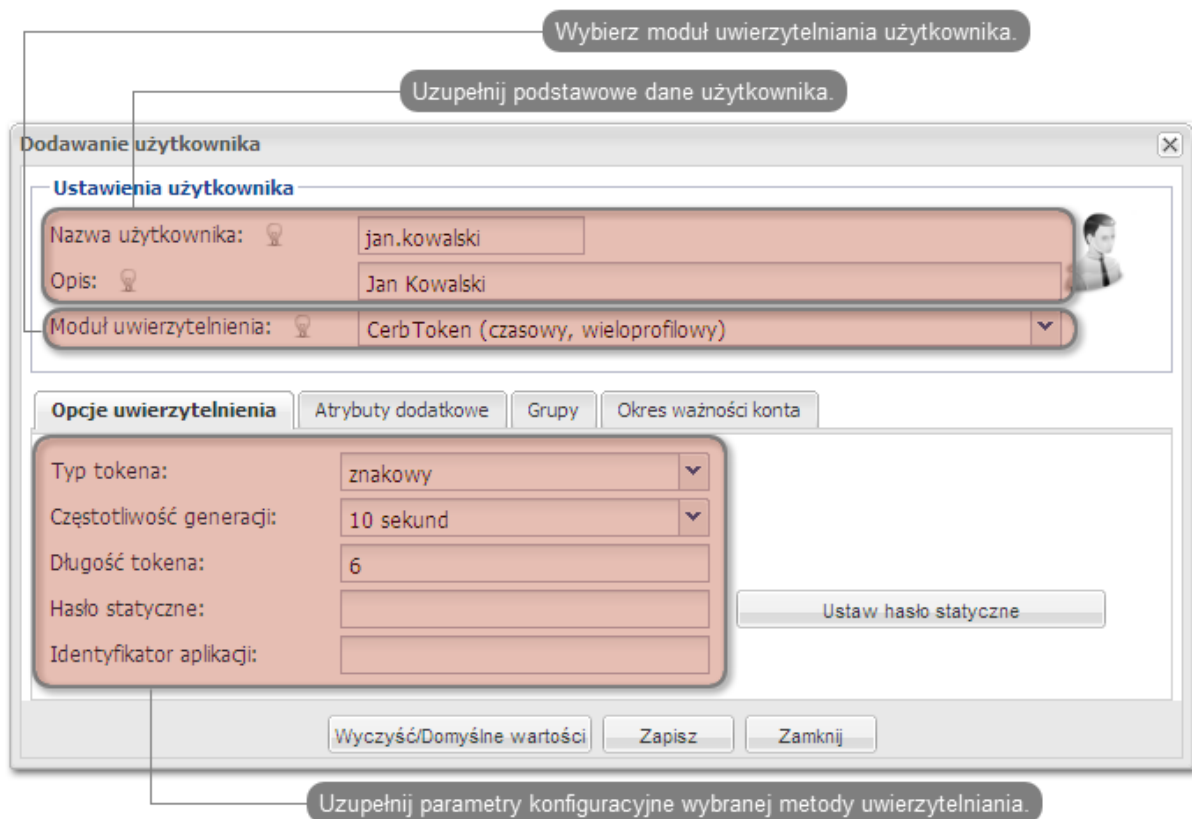 Wybierz moduł uwierzytelniania użytkownika.
Uzupełnij podstawowe dane użytkownika.
Dodawanie użytkownika
Ustawienia użytkownika
Nazwa użytkownika: jan.kowalski
Opis: Jan Kowalski
Moduł uwierzytelnienia: CerbToken (czasowy, wieloprofilowy)
Opcje uwierzytelnienia Atrybuty dodatkowe Grupy Okres ważności konta
Typ tokena: znakowy
Częstotliwość generacji: 10 sekund
Długość tokena: 6
Hasło statyczne: Ustaw hasło statyczne
Identyfikator aplikacji:
Wyczyść/Domyślne wartości Zapisz Zamknij
Uzupełnij parametry konfiguracyjne wybranej metody uwierzytelniania.